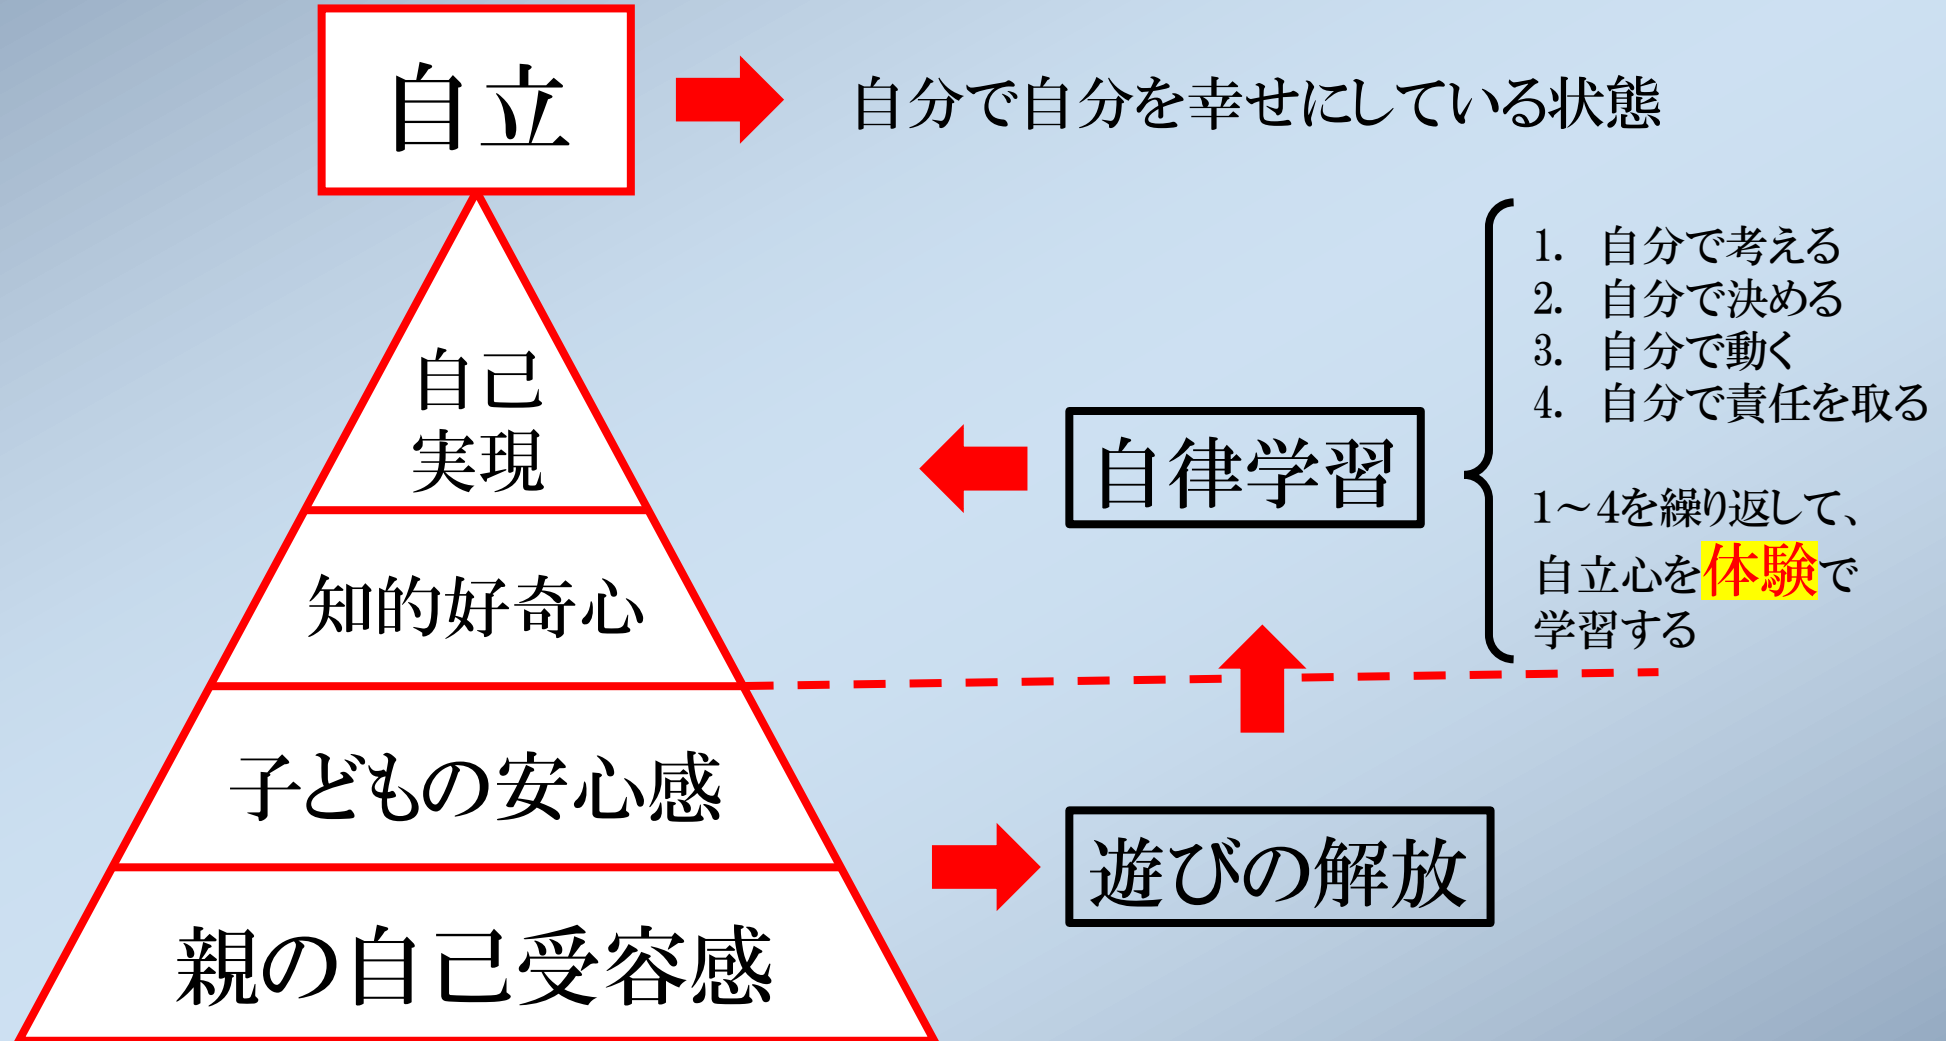 自立
自分で自分を幸せにしている状態
自己
実現
知的好奇心
子どもの安心感
親の自己受容感
自律学習
遊びの解放
1. 自分で考える
2. 自分で決める
3. 自分で動く
4. 自分で責任を取る
1～4を繰り返して、
自立心を体験で
学習する